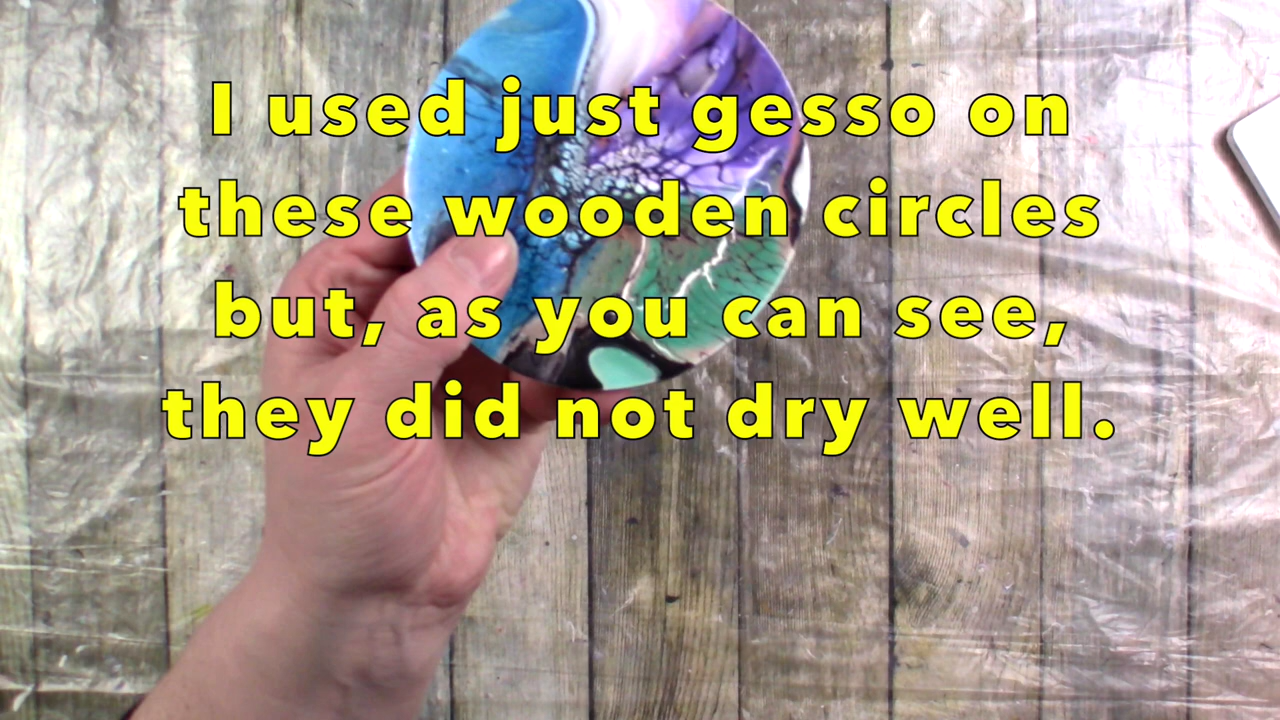 I used just gesso on
these wooden circles
but, as you can see,
they did not dry well.